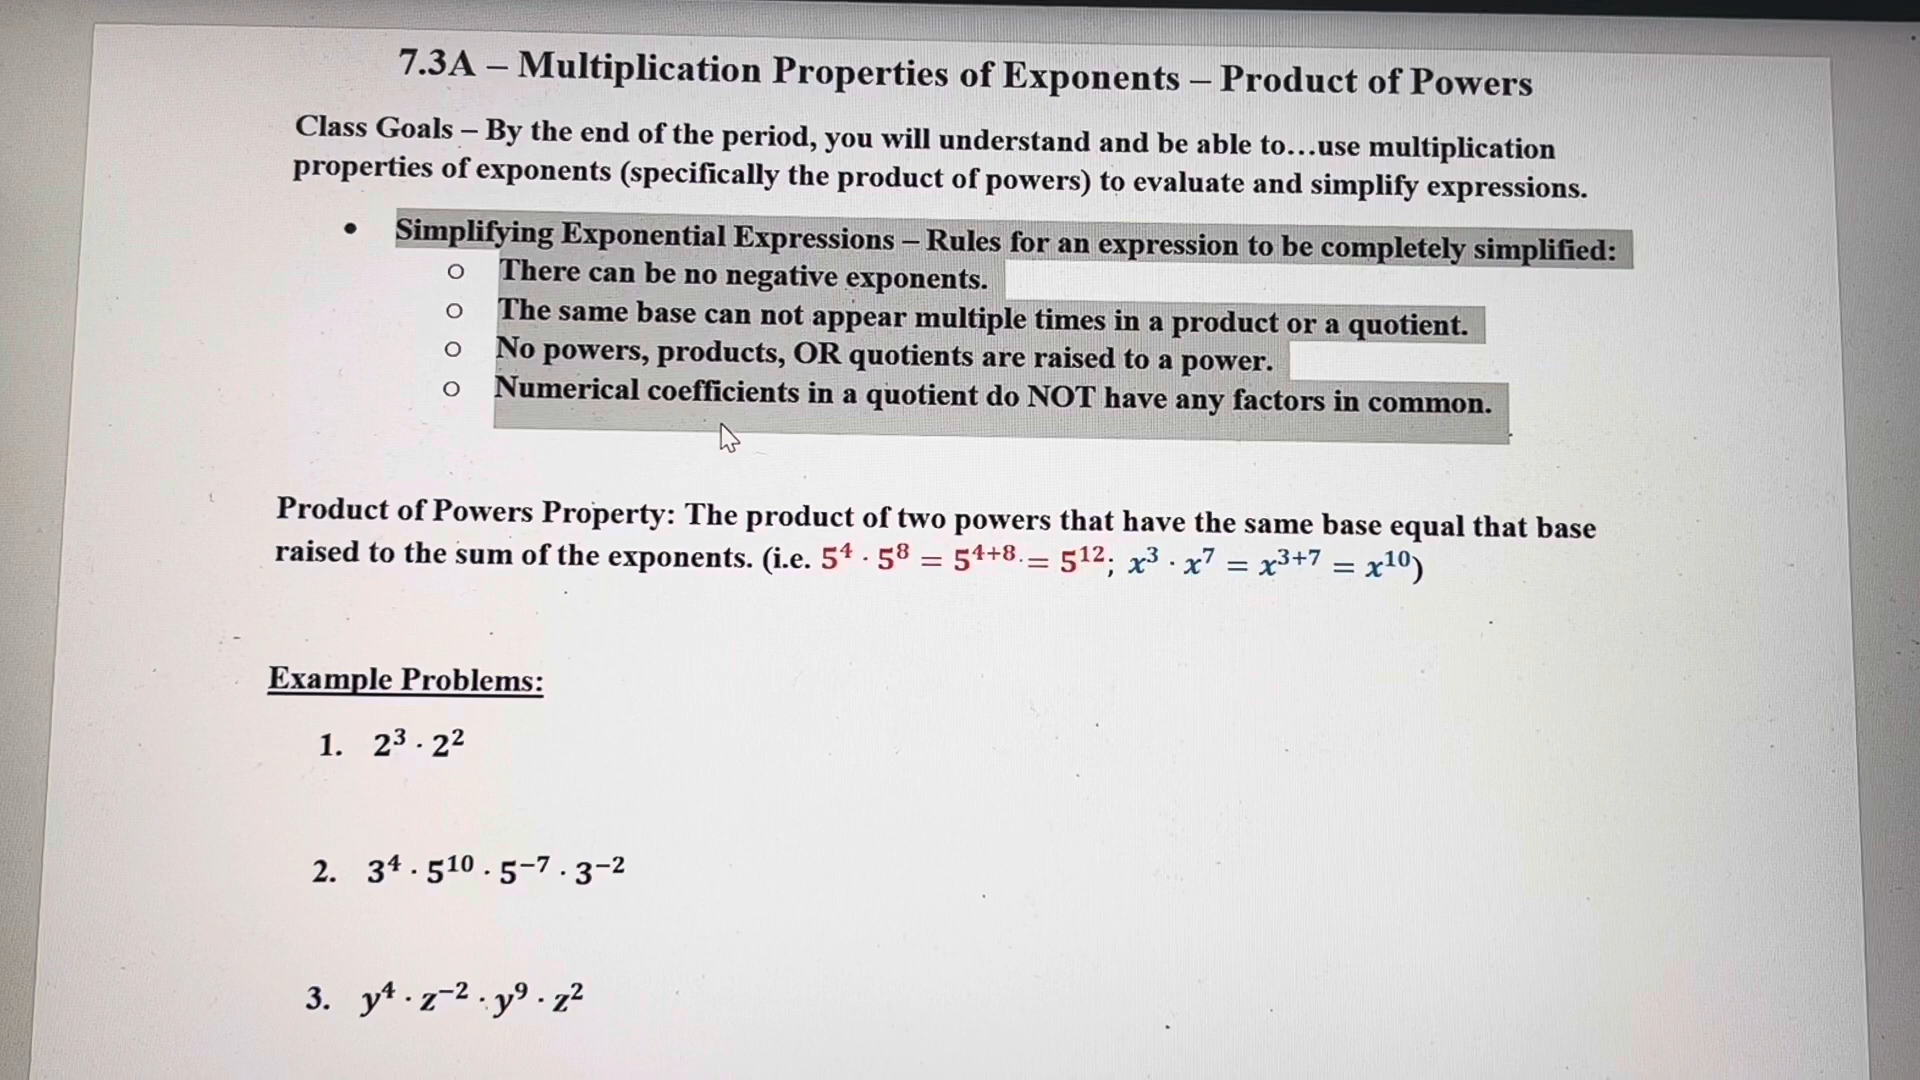 7.3A – Multiplication Properties of Exponents – Product of Powers
Class Goals – By the end of the period, you will understand and be able to…use multiplication
properties of exponents (specifically the product of powers) to evaluate and simplify expressions.
• Simplifying Exponential Expressions – Rules for an expression to be completely simplified:
o There can be no negative exponents.
o The same base can not appear multiple times in a product or a quotient.
o No powers, products, OR quotients are raised to a power.
o Numerical coefficients in a quotient do NOT have any factors in common.
Product of Powers Property: The product of two powers that have the same base equal that base
raised to the sum of the exponents. (i.e. 5⁴ · 5⁸ = 5⁴⁺⁸ = 5¹²; x³ · x⁷ = x³⁺⁷ = x¹⁰)
Example Problems:
1. 2³ · 2²
2. 3⁴ · 5¹⁰ · 5⁻⁷ · 3⁻²
3. y⁴ · z⁻² · y⁹ · z²